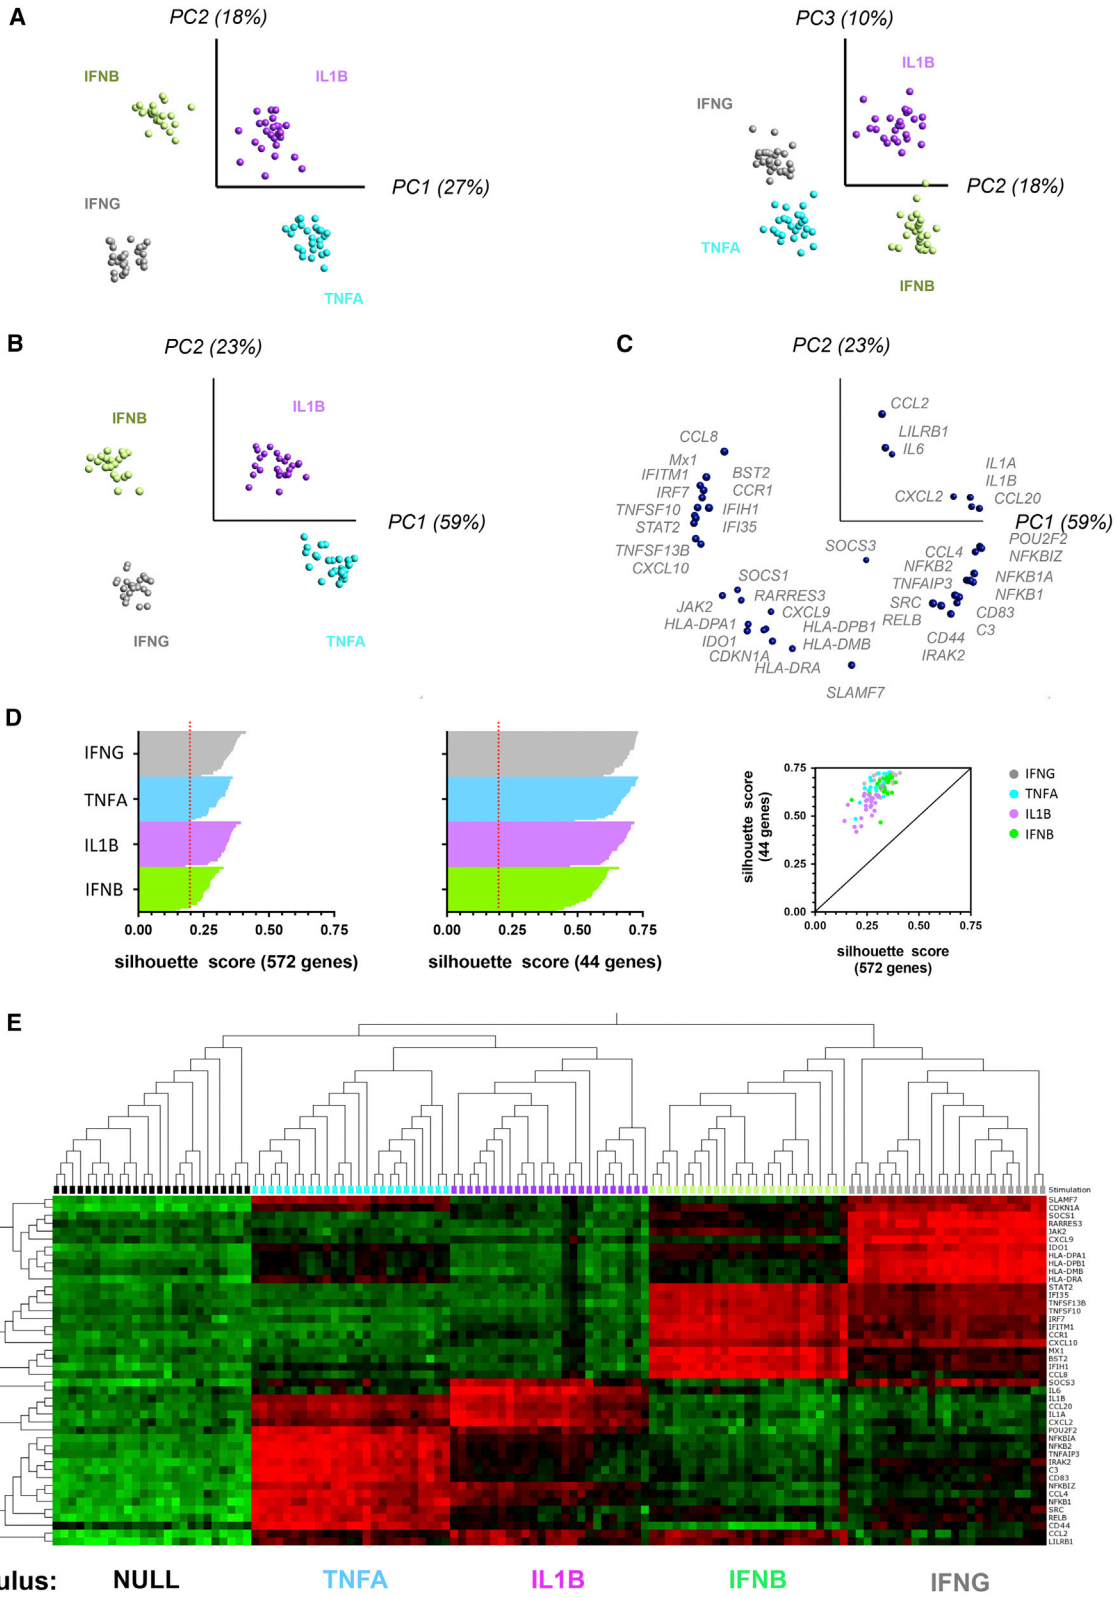 A
PC2 (18%)
IFNB
IL1B
PC1 (27%)
IFNG
TNFA
PC3 (10%)
IL1B
IFNG
PC2 (18%)
TNFA
IFNB
B
PC2 (23%)
IFNB
IL1B
PC1 (59%)
IFNG
TNFA
C
PC2 (23%)
CCL2
LILRB1
IL6
CCL8
Mx1
IFITM1
BST2
IRF7
CCR1
TNFSF10
IFIH1
STAT2
IFI35
TNFSF13B
CXCL10
IL1A
IL1B
CXCL2
CCL20
PC1 (59%)
POU2F2
NFKBIZ
SOCS3
CCL4
NFKB2
TNFAIP3
NFKB1A
NFKB1
SRC
RELB
CD83
C3
CD44
IRAK2
SOCS1
RARRES3
JAK2
CXCL9
HLA-DPA1
HLA-DPB1
IDO1
HLA-DMB
CDKN1A
HLA-DRA
SLAMF7
D
IFNG
TNFA
IL1B
IFNB
0.00 0.25 0.50 0.75
silhouette score (572 genes)
0.00 0.25 0.50 0.75
silhouette score (44 genes)
silhouette score
(44 genes)
0.75
0.50
0.25
0.00
0.00 0.25 0.50 0.75
silhouette score
(572 genes)
IFNG
TNFA
IL1B
IFNB
E
Stimulation
SLAMF7
CDKN1A
SOCS1
RARRES3
JAK2
CXCL9
IDO1
HLA-DPA1
HLA-DPB1
HLA-DMB
HLA-DRA
STAT2
IFI35
TNFSF13B
TNFSF10
IRF7
IFITM1
CCR1
CXCL10
MX1
BST2
IFIH1
CCL8
SOCS3
IL6
IL1B
CCL20
IL1A
CXCL2
POU2F2
NFKBIA
NFKB2
TNFAIP3
IRAK2
C3
CD83
NFKBIZ
CCL4
NFKB1
SRC
RELB
CD44
CCL2
LILRB1
ulus: NULL TNFA IL1B IFNB IFNG